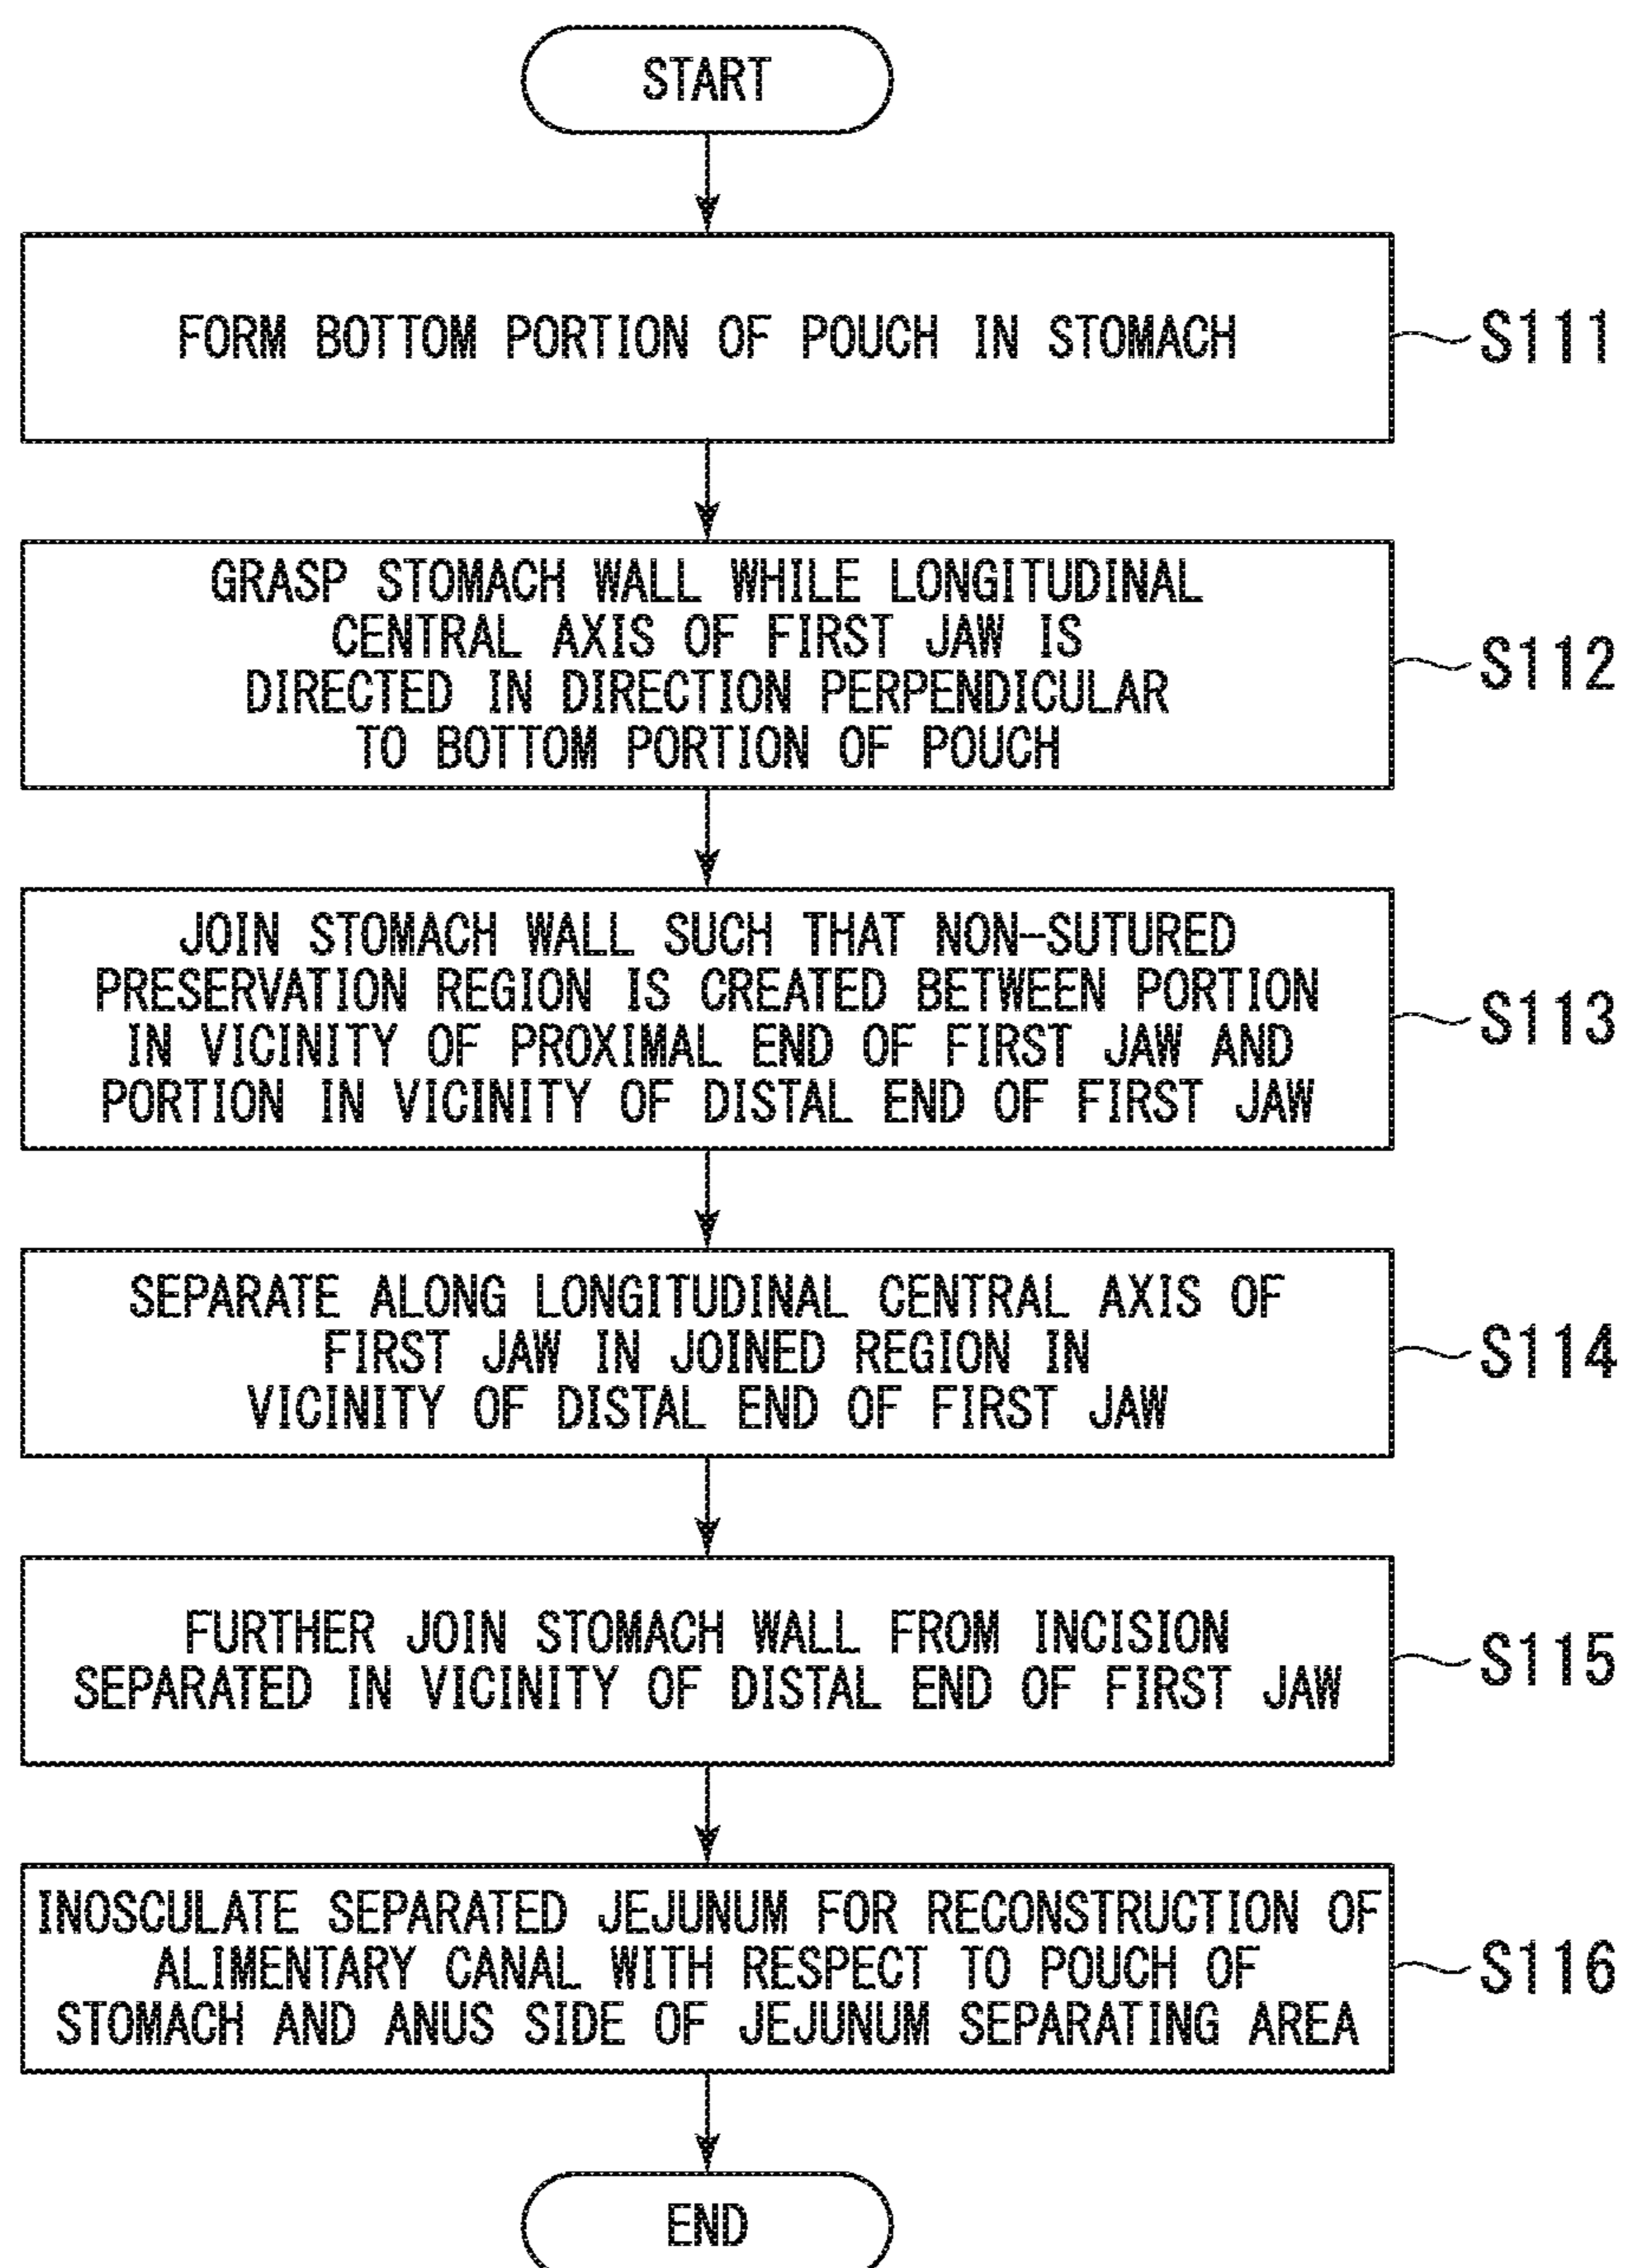 START
FORM BOTTOM PORTION OF POUCH IN STOMACH
S111
GRASP STOMACH WALL WHILE LONGITUDINAL
CENTRAL AXIS OF FIRST JAW IS
DIRECTED IN DIRECTION PERPENDICULAR
TO BOTTOM PORTION OF POUCH
S112
JOIN STOMACH WALL SUCH THAT NON-SUTURED
PRESERVATION REGION IS CREATED BETWEEN PORTION
IN VICINITY OF PROXIMAL END OF FIRST JAW AND
PORTION IN VICINITY OF DISTAL END OF FIRST JAW
S113
SEPARATE ALONG LONGITUDINAL CENTRAL AXIS OF
FIRST JAW IN JOINED REGION IN
VICINITY OF DISTAL END OF FIRST JAW
S114
FURTHER JOIN STOMACH WALL FROM INCISION
SEPARATED IN VICINITY OF DISTAL END OF FIRST JAW
S115
INOSCULATE SEPARATED JEJUNUM FOR RECONSTRUCTION OF
ALIMENTARY CANAL WITH RESPECT TO POUCH OF
STOMACH AND ANUS SIDE OF JEJUNUM SEPARATING AREA
S116
END